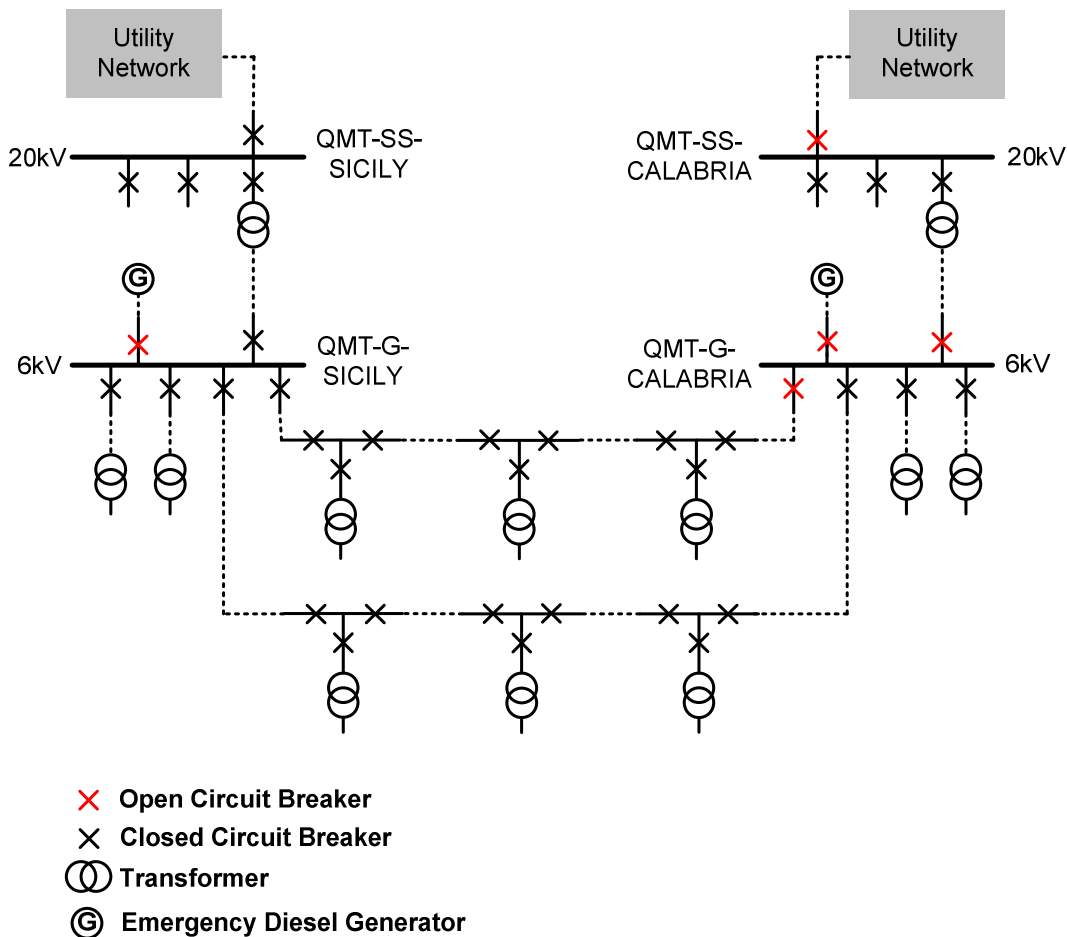 Utility
Network
Utility
Network
20kV
QMT-SS-
SICILY
QMT-SS-
CALABRIA
20kV
G
G
6kV
QMT-G-
SICILY
QMT-G-
CALABRIA
6kV
Open Circuit Breaker
Closed Circuit Breaker
Transformer
G Emergency Diesel Generator